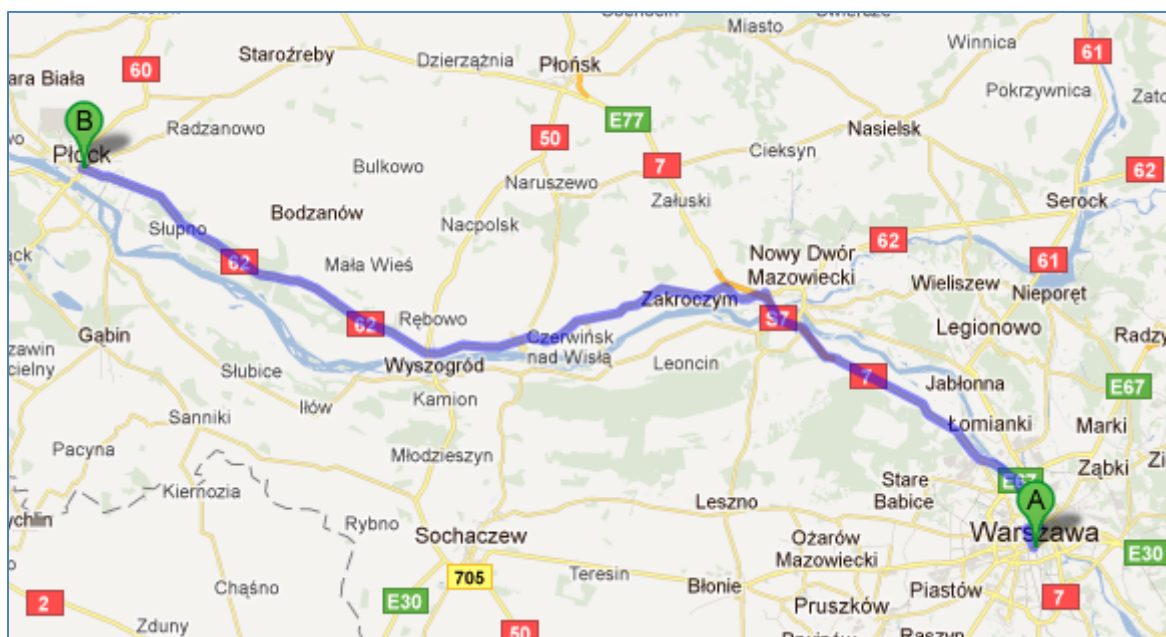 Miasto
Winnica
Staroźreby
Dzierzążnia
Płońsk
61
60
ara Biała
Pokrzywnica
B
E77
Radzanowo
50
Nasielsk
Płock
Bulkowo
7
Cieksyn
62
Naruszewo
Załuski
Serock
Bodzanów
Nacpolsk
Słupno
62
Nowy Dwór
Mazowiecki
62
Mała Wieś
61
Wieliszew
Zakroczym
Nieporęt
Gąbin
62
Rębowo
S7
Legionowo
Czerwińsk
nad Wisłą
Wyszogród
Leoncin
Słubice
7
Jabłonna
E67
Iłów
Kamion
Sanniki
Łomianki
Marki
Pacyna
Młodzieszyn
Stare
Babice
E67
Ząbki
Kiernozia
Leszno
A
Rybno
Sochaczew
Ożarów
Mazowiecki
Warszawa
E30
705
Teresin
Błonie
Piastów
Chąśno
2
E30
Pruszków
7
Zduny
50
Raszyn